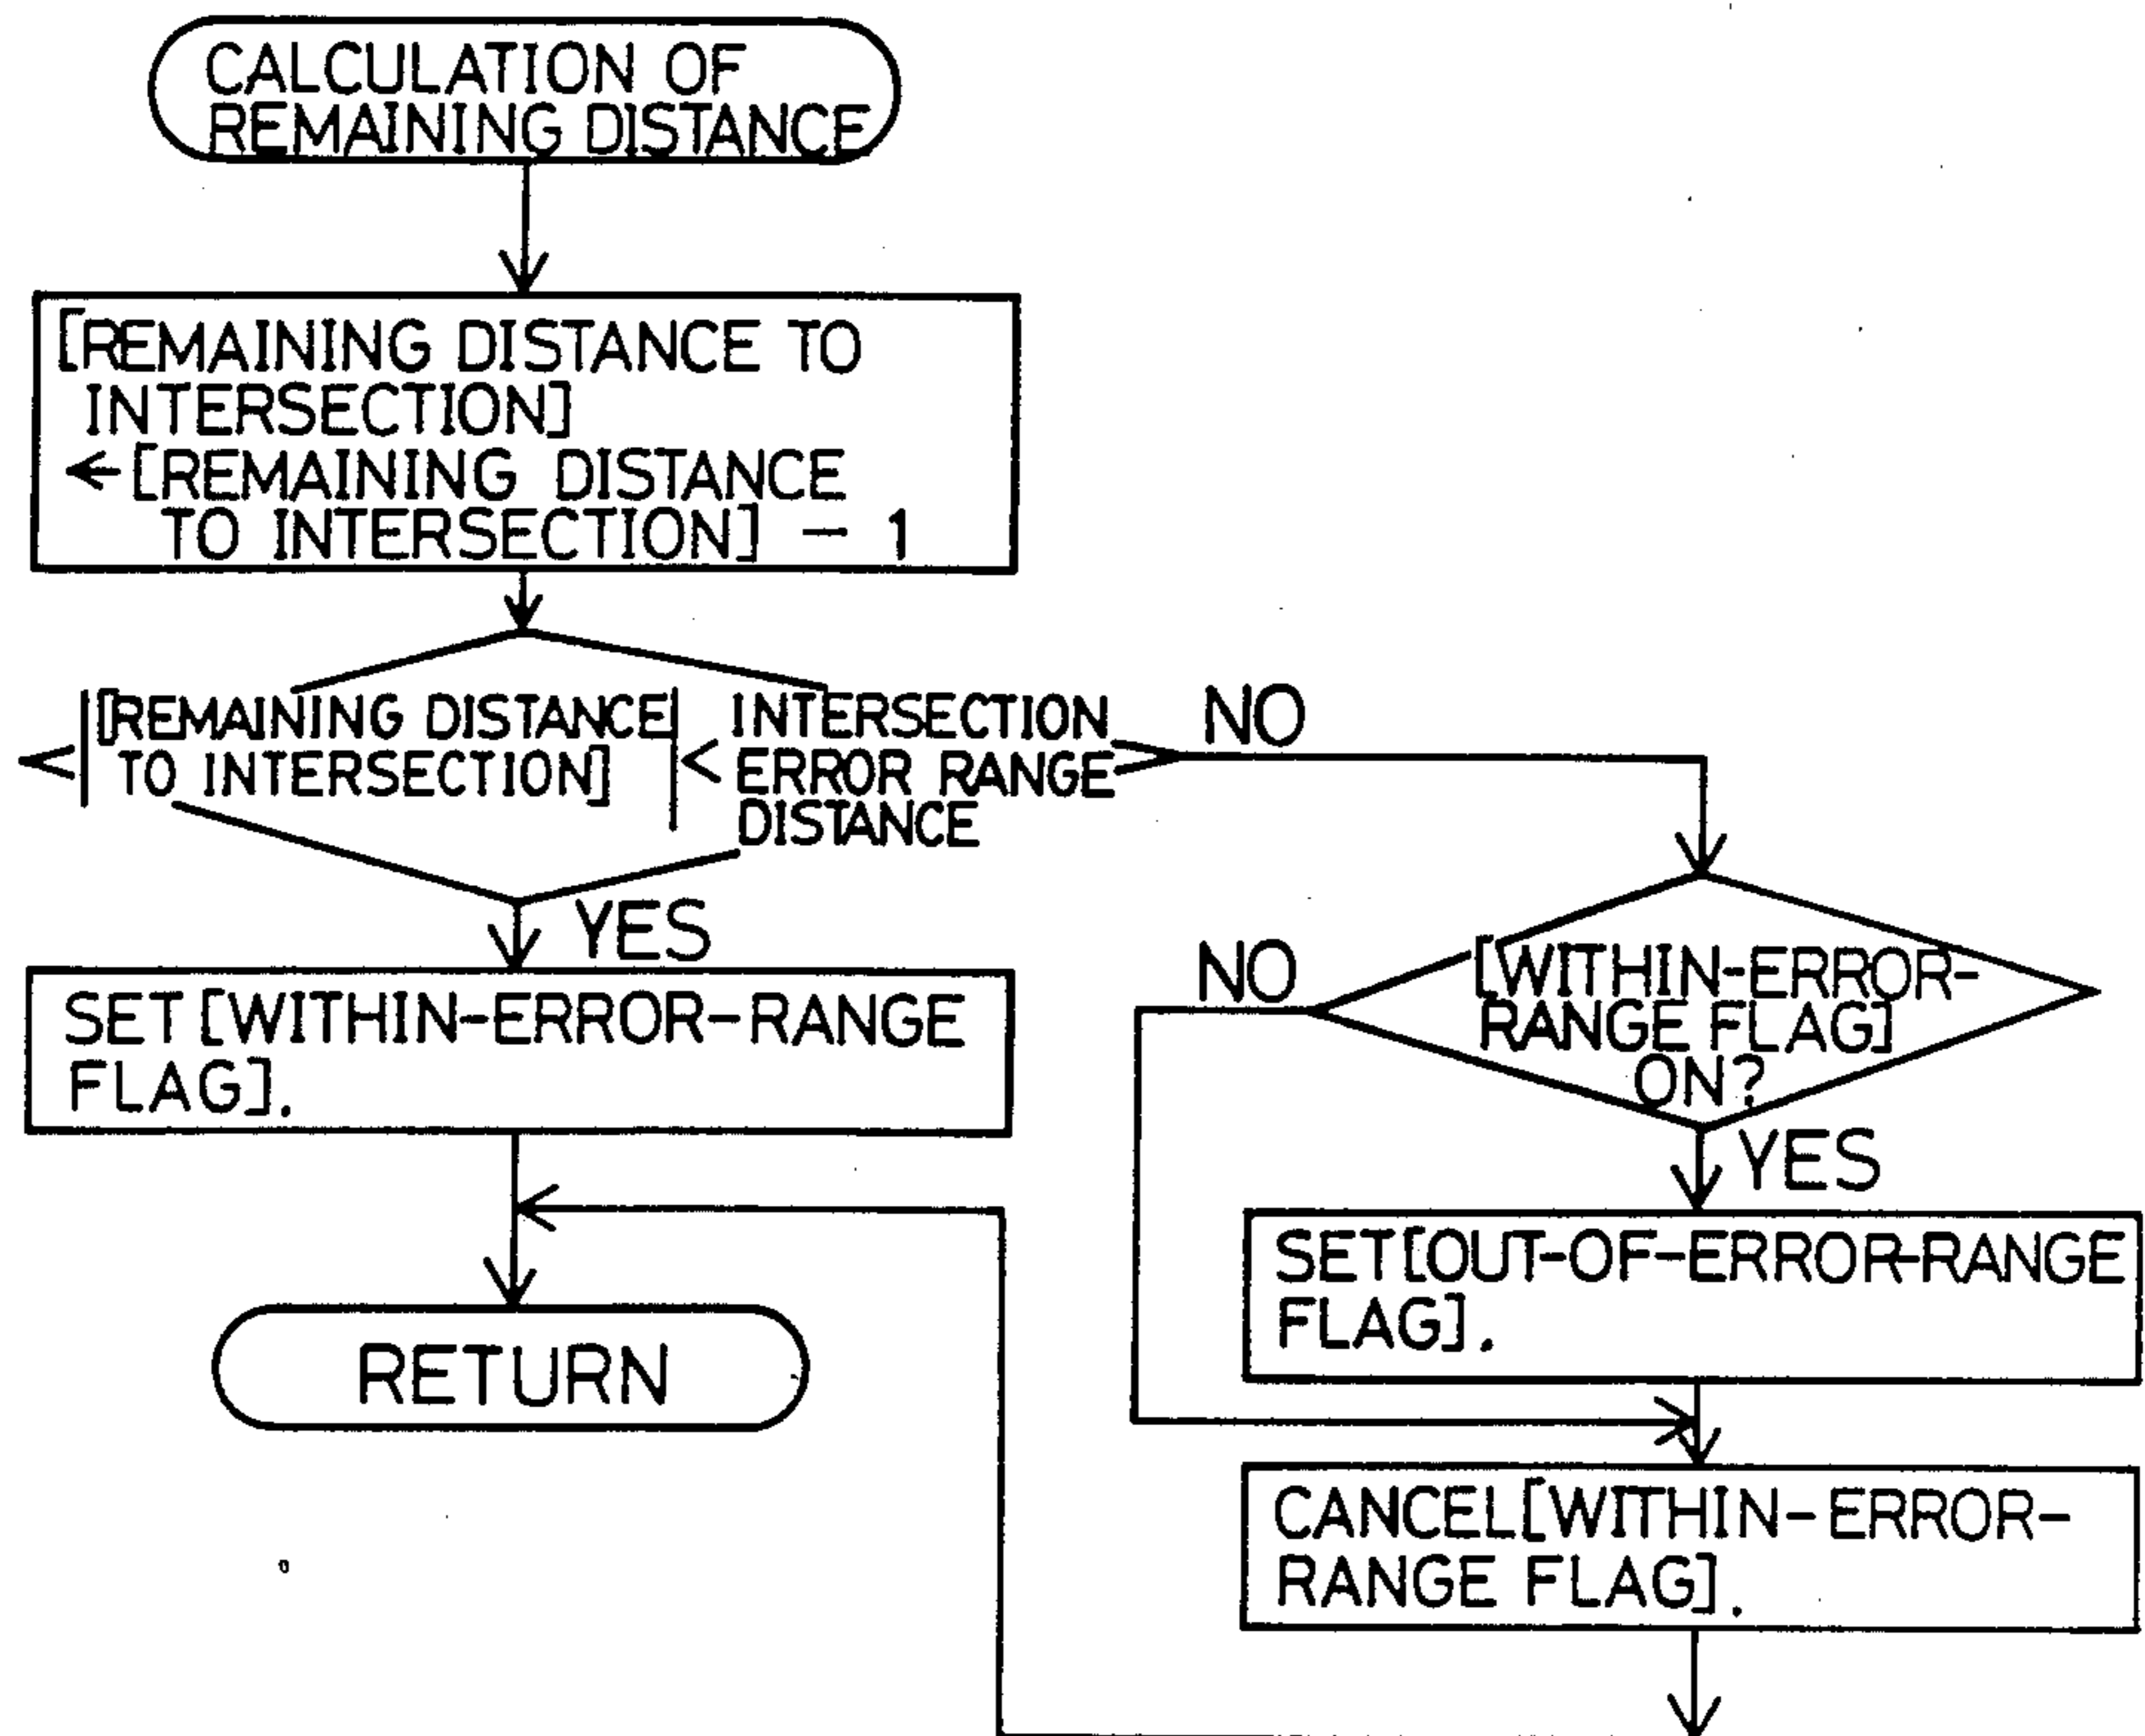 CALCULATION OF
REMAINING DISTANCE
[REMAINING DISTANCE TO
INTERSECTION]
←[REMAINING DISTANCE
TO INTERSECTION] – 1
|[REMAINING DISTANCE
TO INTERSECTION]| < INTERSECTION
ERROR RANGE
DISTANCE
NO
YES
SET[WITHIN-ERROR-RANGE
FLAG].
RETURN
[WITHIN-ERROR-
RANGE FLAG]
ON?
NO
YES
SET[OUT-OF-ERROR-RANGE
FLAG].
CANCEL[WITHIN-ERROR-
RANGE FLAG].